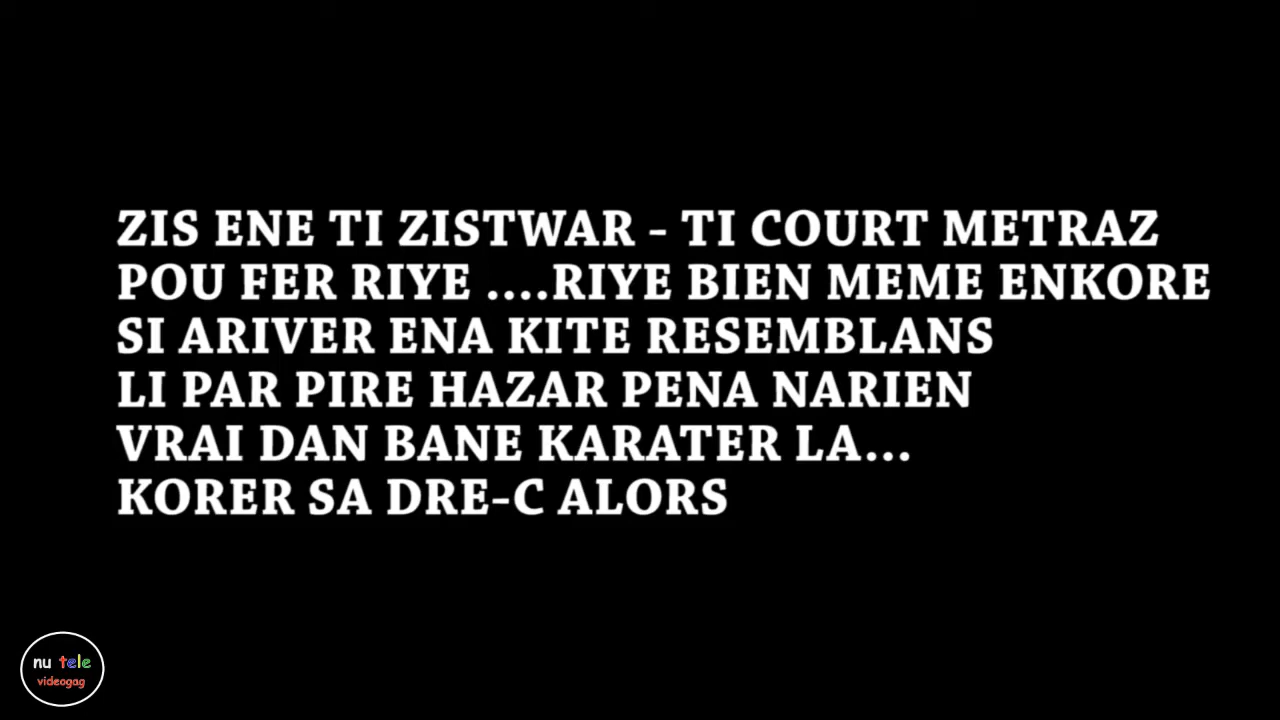 ZIS ENE TI ZISTWAR - TI COURT METRAZ
POU FER RIYE ....RIYE BIEN MEME ENKORE
SI ARIVER ENA KITE RESEMBLANS
LI PAR PIRE HAZAR PENA NARIEN
VRAI DAN BANE KARATER LA...
KORER SA DRE-C ALORS
nu tele
videogag